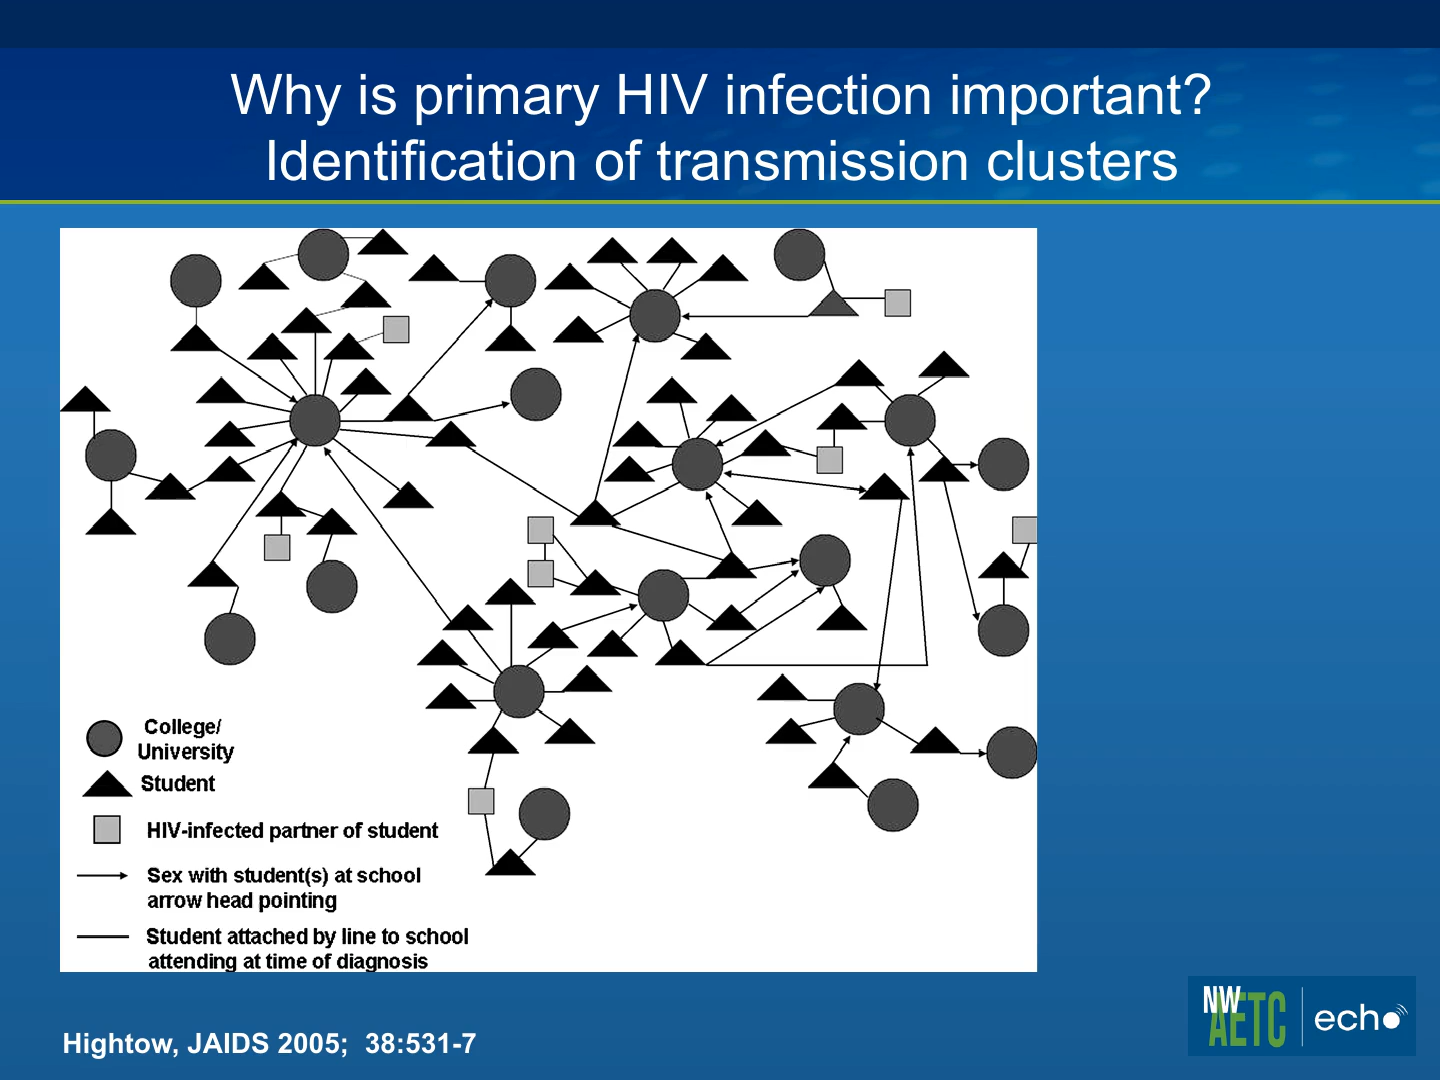 Why is primary HIV infection important?
Identification of transmission clusters
College/
University
Student
HIV-infected partner of student
Sex with student(s) at school
arrow head pointing
Student attached by line to school
attending at time of diagnosis
Hightow, JAIDS 2005;  38:531-7
NW
AETC
echo